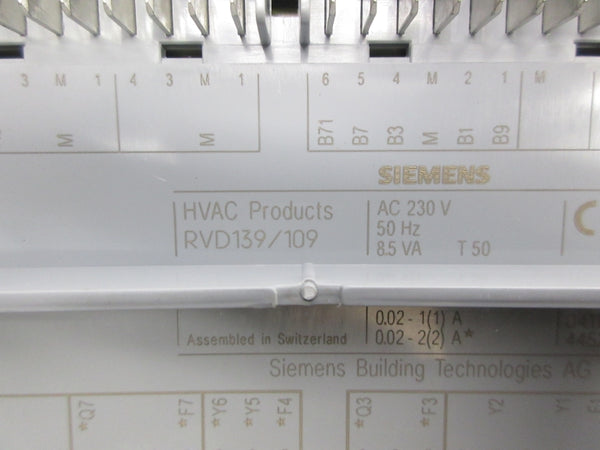 3 M 1 4 3 M 1 6 5 4 M 2 1 M
M M B71 B7 B3 M B1 B9
SIEMENS
HVAC Products
RVD139/109
AC 230 V
50 Hz
8.5 VA T 50
Assembled in Switzerland
0.02 - 1(1) A
0.02 - 2(2) A*
Siemens Building Technologies AG
*Q7 *F7 *Y6 *Y5 *F4 *Q3 *F3 Y2 Y1